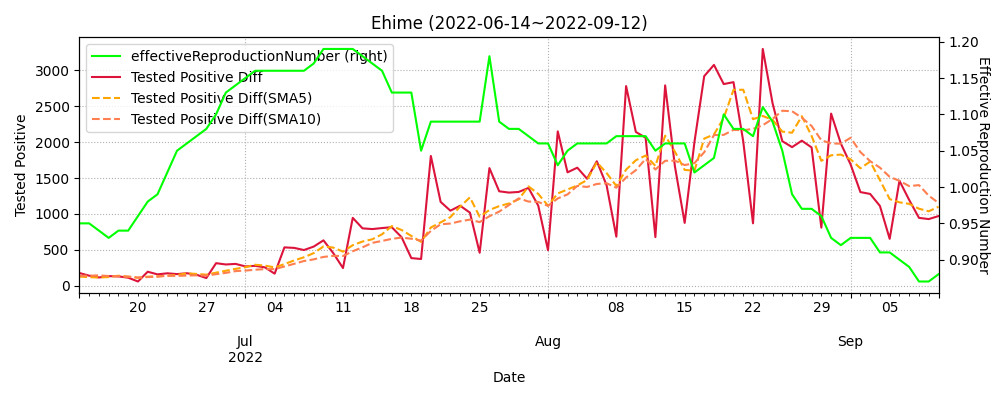 Ehime (2022-06-14~2022-09-12)
effectiveReproductionNumber (right)
Tested Positive Diff
Tested Positive Diff(SMA5)
Tested Positive Diff(SMA10)
Tested Positive
3000
2500
2000
1500
1000
500
0
1.20
1.15
1.10
1.05
1.00
0.95
0.90
Effective Reproduction Number
20 27 04 11 18 25 08 15 22 29 05
Jul Aug Sep
2022
Date